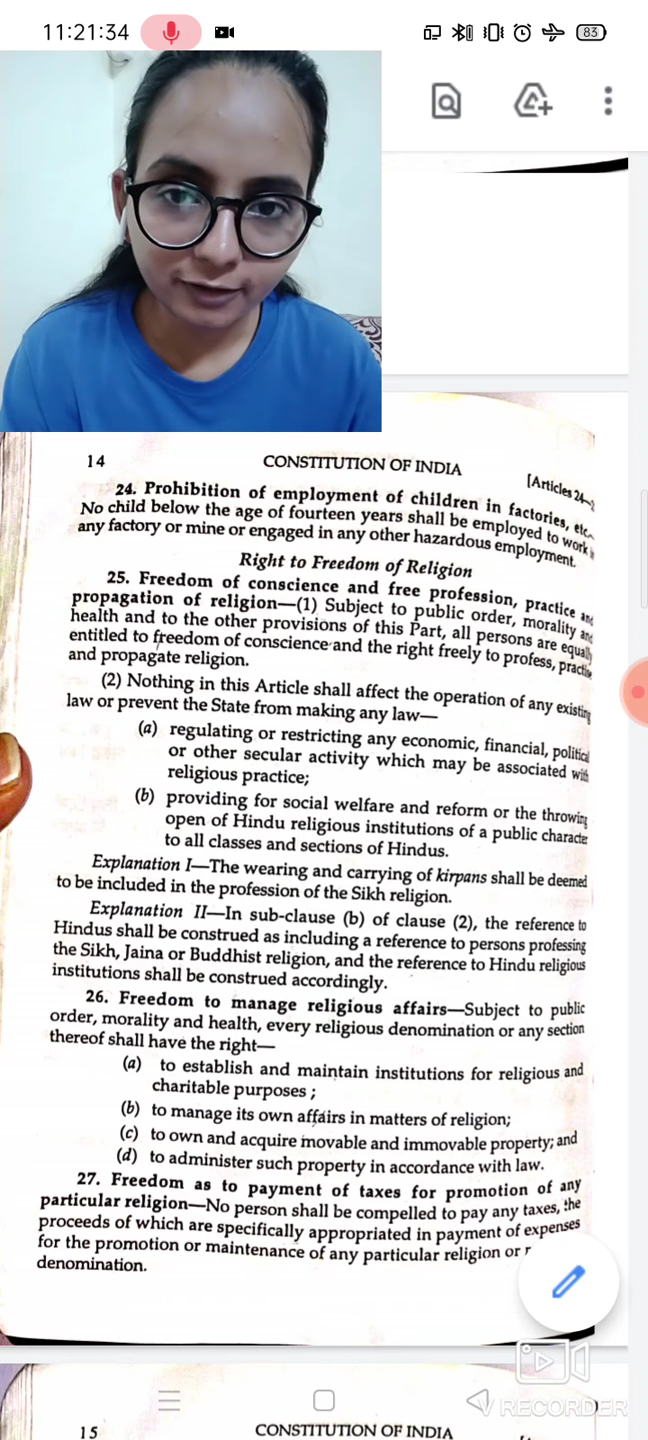 11:21:34
83
14
CONSTITUTION OF INDIA
[Articles 24—
24. Prohibition of employment of children in factories, etc.—
No child below the age of fourteen years shall be employed to work
any factory or mine or engaged in any other hazardous employment.
Right to Freedom of Religion
25. Freedom of conscience and free profession, practice and
propagation of religion—(1) Subject to public order, morality and
health and to the other provisions of this Part, all persons are equally
entitled to freedom of conscience and the right freely to profess, practise
and propagate religion.
(2) Nothing in this Article shall affect the operation of any existing
law or prevent the State from making any law—
(a) regulating or restricting any economic, financial, political
or other secular activity which may be associated with
religious practice;
(b) providing for social welfare and reform or the throwing
open of Hindu religious institutions of a public character
to all classes and sections of Hindus.
Explanation I—The wearing and carrying of kirpans shall be deemed
to be included in the profession of the Sikh religion.
Explanation II—In sub-clause (b) of clause (2), the reference to
Hindus shall be construed as including a reference to persons professing
the Sikh, Jaina or Buddhist religion, and the reference to Hindu religious
institutions shall be construed accordingly.
26. Freedom to manage religious affairs—Subject to public
order, morality and health, every religious denomination or any section
thereof shall have the right—
(a) to establish and maintain institutions for religious and
charitable purposes ;
(b) to manage its own affairs in matters of religion;
(c) to own and acquire movable and immovable property; and
(d) to administer such property in accordance with law.
27. Freedom as to payment of taxes for promotion of any
particular religion—No person shall be compelled to pay any taxes, the
proceeds of which are specifically appropriated in payment of expenses
for the promotion or maintenance of any particular religion or
denomination.
V RECORDER
15
CONSTITUTION OF INDIA